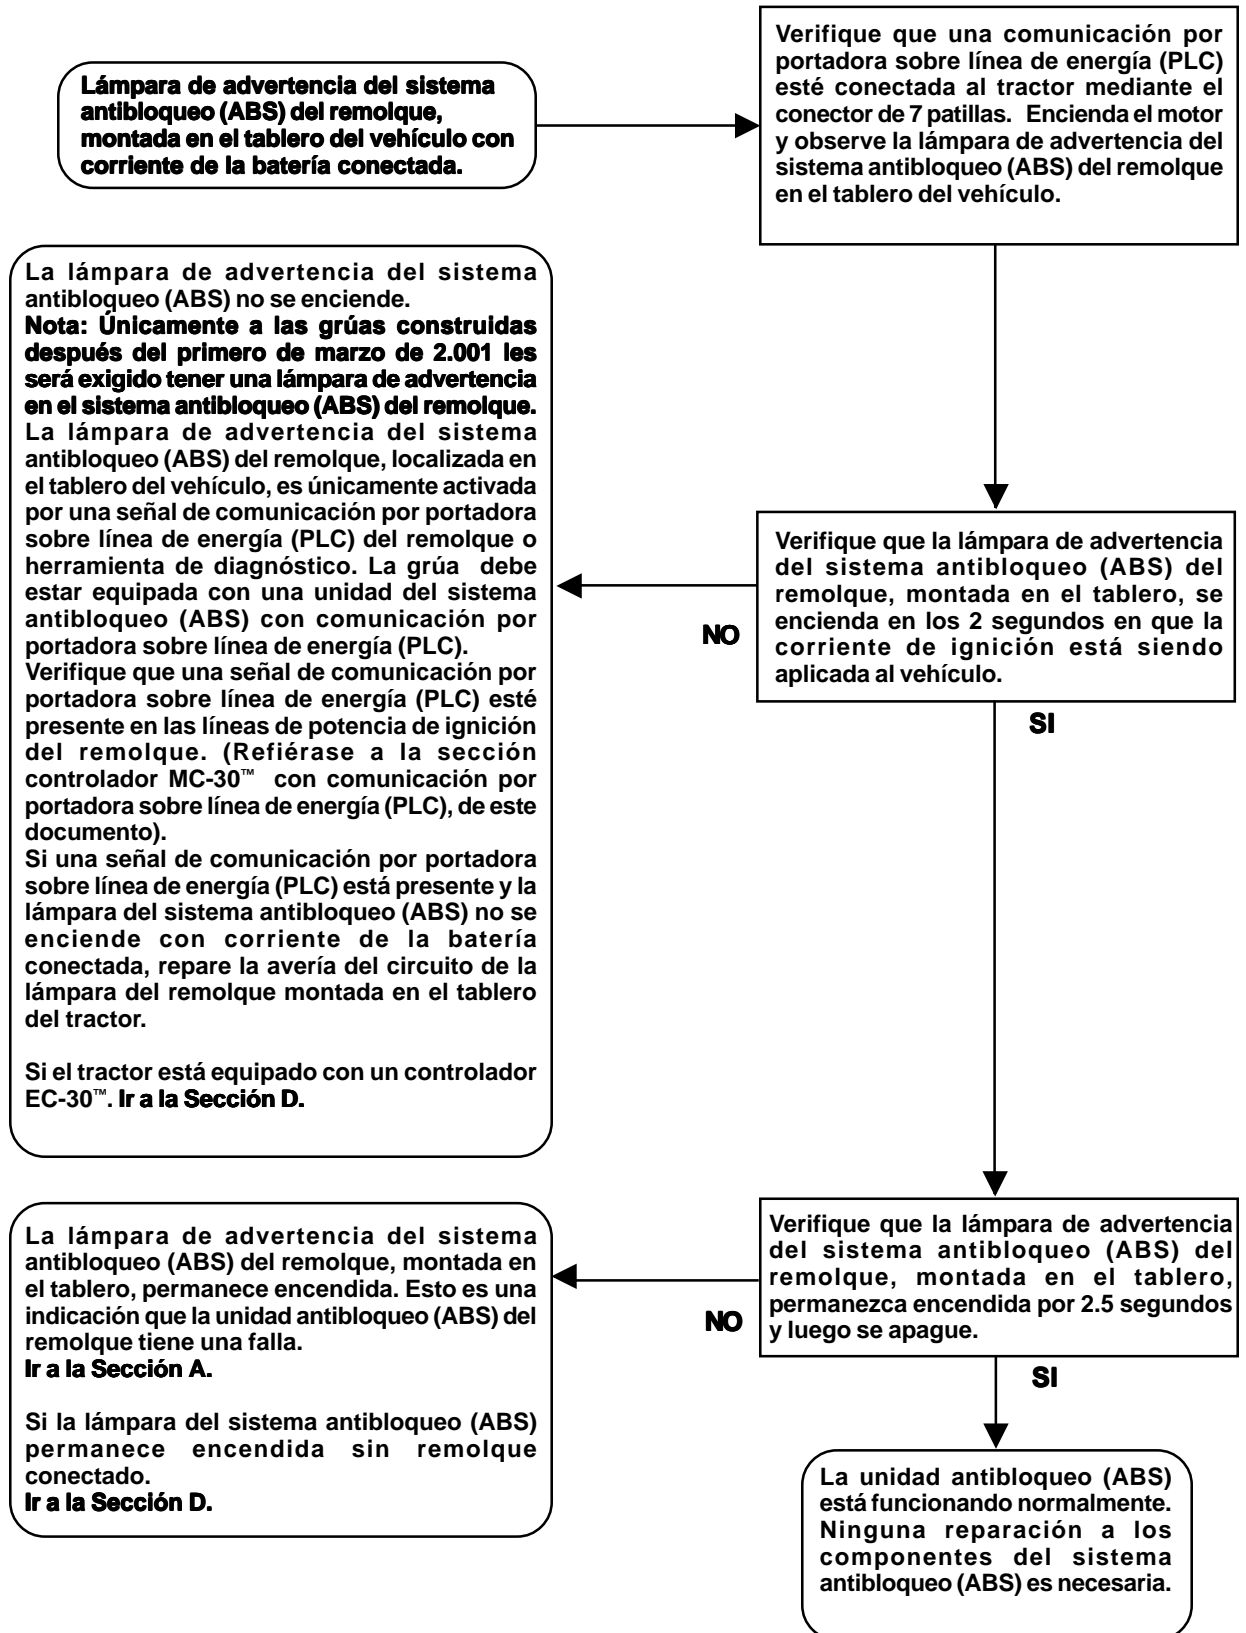 Lámpara de advertencia del sistema
antibloqueo (ABS) del remolque,
montada en el tablero del vehículo con
corriente de la batería conectada.
Verifique que una comunicación por
portadora sobre línea de energía (PLC)
esté conectada al tractor mediante el
conector de 7 patillas. Encienda el motor
y observe la lámpara de advertencia del
sistema antibloqueo (ABS) del remolque
en el tablero del vehículo.
La lámpara de advertencia del sistema
antibloqueo (ABS) no se enciende.
Nota: Únicamente a las grúas construidas
después del primero de marzo de 2.001 les
será exigido tener una lámpara de advertencia
en el sistema antibloqueo (ABS) del remolque.
La lámpara de advertencia del sistema
antibloqueo (ABS) del remolque, localizada en
el tablero del vehículo, es únicamente activada
por una señal de comunicación por portadora
sobre línea de energía (PLC) del remolque o
herramienta de diagnóstico. La grúa debe
estar equipada con una unidad del sistema
antibloqueo (ABS) con comunicación por
portadora sobre línea de energía (PLC).
Verifique que una señal de comunicación por
portadora sobre línea de energía (PLC) esté
presente en las líneas de potencia de ignición
del remolque. (Refiérase a la sección
controlador MC-30™ con comunicación por
portadora sobre línea de energía (PLC), de este
documento).
Si una señal de comunicación por portadora
sobre línea de energía (PLC) está presente y la
lámpara del sistema antibloqueo (ABS) no se
enciende con corriente de la batería
conectada, repare la avería del circuito de la
lámpara del remolque montada en el tablero
del tractor.
Si el tractor está equipado con un controlador
EC-30™. Ir a la Sección D.
NO
Verifique que la lámpara de advertencia
del sistema antibloqueo (ABS) del
remolque, montada en el tablero, se
encienda en los 2 segundos en que la
corriente de ignición está siendo
aplicada al vehículo.
SI
La lámpara de advertencia del sistema
antibloqueo (ABS) del remolque, montada en
el tablero, permanece encendida. Esto es una
indicación que la unidad antibloqueo (ABS) del
remolque tiene una falla.
Ir a la Sección A.
Si la lámpara del sistema antibloqueo (ABS)
permanece encendida sin remolque
conectado.
Ir a la Sección D.
NO
Verifique que la lámpara de advertencia
del sistema antibloqueo (ABS) del
remolque, montada en el tablero,
permanezca encendida por 2.5 segundos
y luego se apague.
SI
La unidad antibloqueo (ABS)
está funcionando normalmente.
Ninguna reparación a los
componentes del sistema
antibloqueo (ABS) es necesaria.